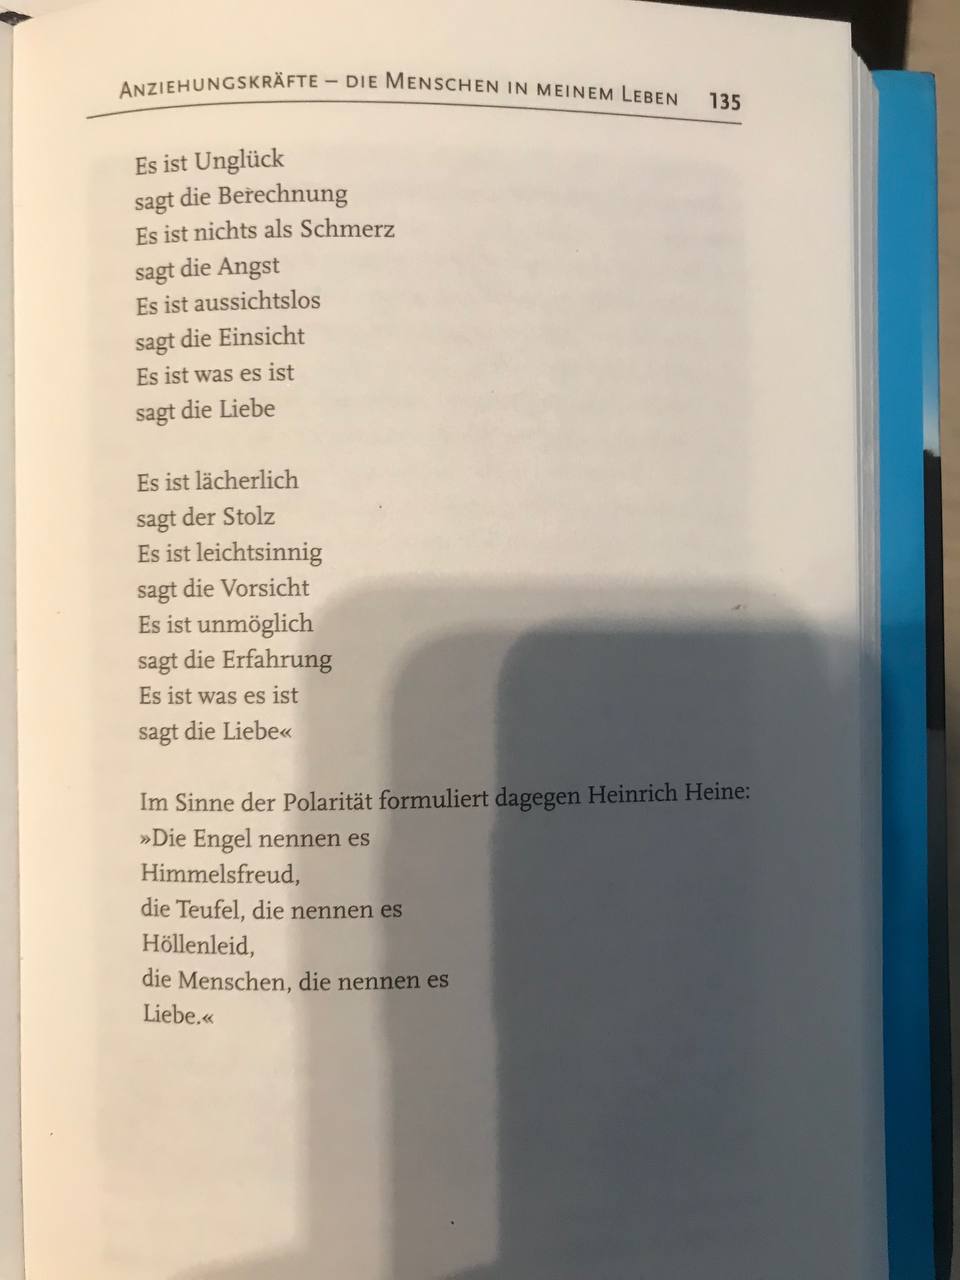 ANZIEHUNGSKRÄFTE – DIE MENSCHEN IN MEINEM LEBEN 135
Es ist Unglück
sagt die Berechnung
Es ist nichts als Schmerz
sagt die Angst
Es ist aussichtslos
sagt die Einsicht
Es ist was es ist
sagt die Liebe
Es ist lächerlich
sagt der Stolz
Es ist leichtsinnig
sagt die Vorsicht
Es ist unmöglich
sagt die Erfahrung
Es ist was es ist
sagt die Liebe«
Im Sinne der Polarität formuliert dagegen Heinrich Heine:
»Die Engel nennen es
Himmelsfreud,
die Teufel, die nennen es
Höllenleid,
die Menschen, die nennen es
Liebe.«